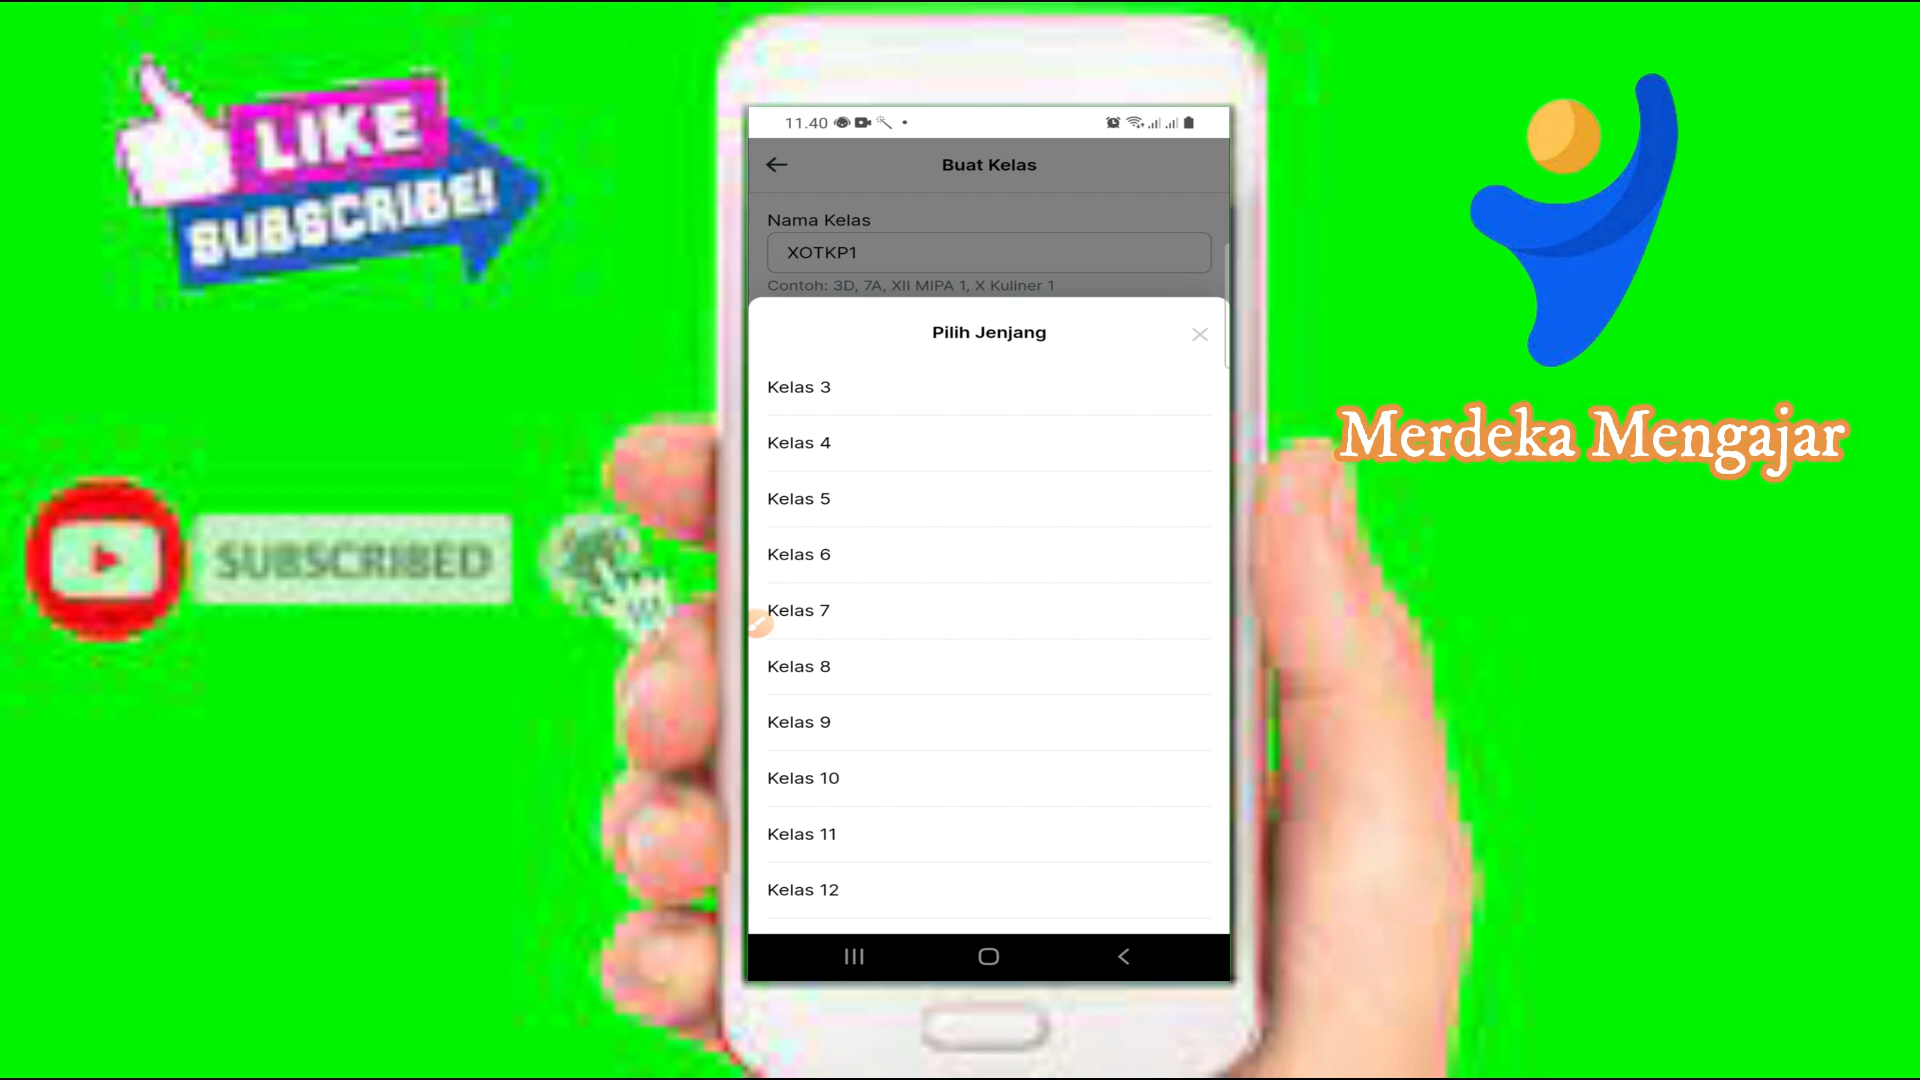 LIKE
SUBSCRIBE!
SUBSCRIBED
11.40
Buat Kelas
Nama Kelas
XOTKP1
Contoh: 3D, 7A, XII MIPA 1, X Kuliner 1
Pilih Jenjang
Kelas 3
Kelas 4
Kelas 5
Kelas 6
Kelas 7
Kelas 8
Kelas 9
Kelas 10
Kelas 11
Kelas 12
Merdeka Mengajar